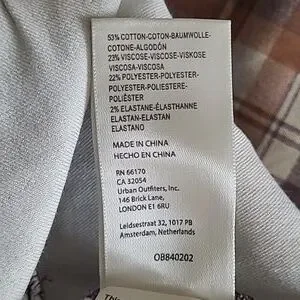 53% COTTON-COTON-BAUMWOLLE-
COTONE-ALGODÓN
23% VISCOSE-VISCOSE-VISKOSE
VISCOSA-VISCOSA
22% POLYESTER-POLYESTER-
POLYESTER-POLIESTERE-
POLIÉSTER
2% ELASTANE-ÉLASTHANNE
ELASTAN-ELASTAN
ELASTANO
MADE IN CHINA
HECHO EN CHINA
RN 66170
CA 32054
Urban Outfitters, Inc.
146 Brick Lane,
LONDON E1 6RU
Leidsestraat 32, 1017 PB
Amsterdam, Netherlands
OB840202